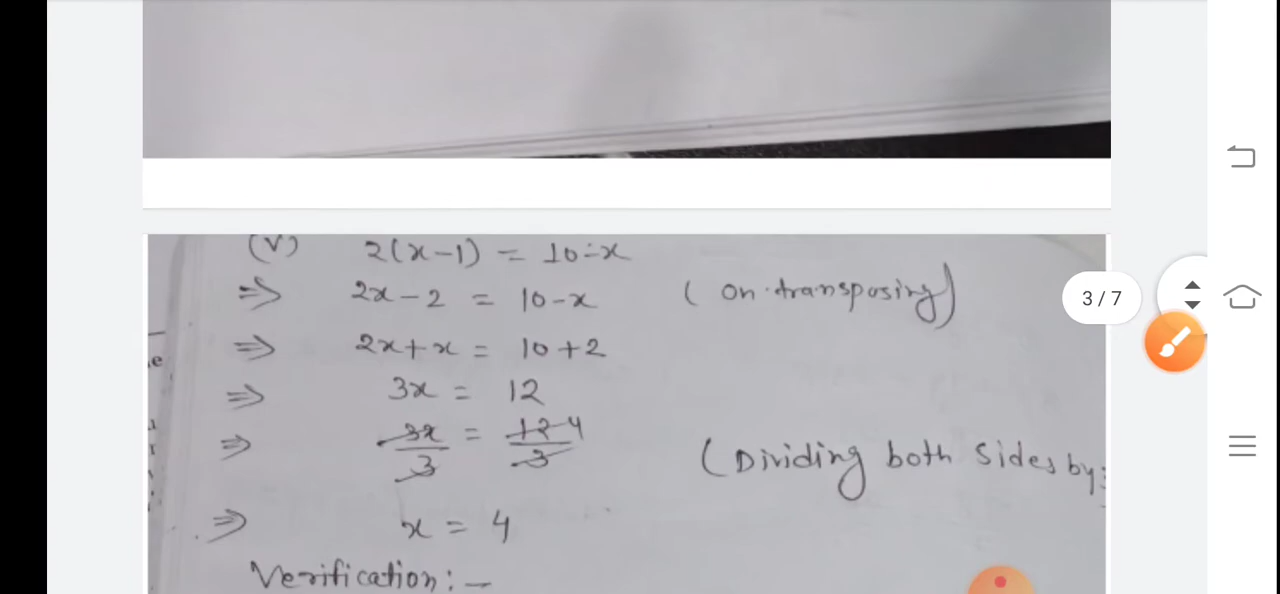 (V) 2(x-1) = 10-x
⇒ 2x-2 = 10-x (on transposing)
3 / 7
⇒ 2x+x = 10+2
⇒ 3x = 12
⇒ 3x/3 = 12/3 4
(Dividing both sides by
⇒ x = 4
Verification:-